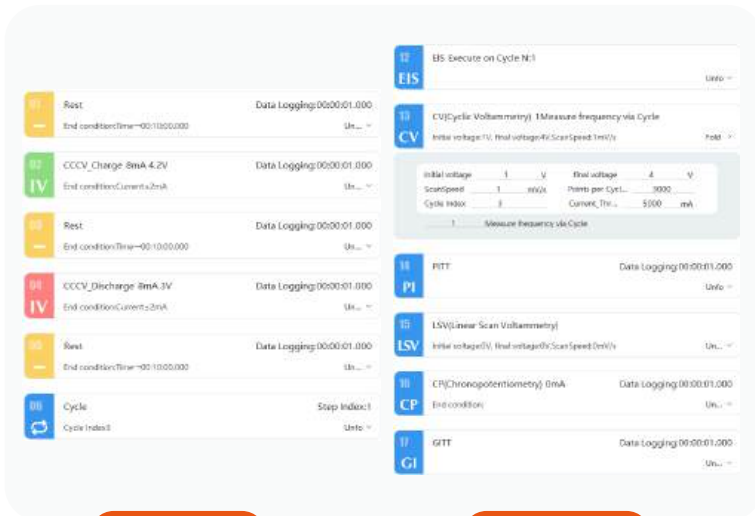 01
Rest
Data Logging:00:00:01.000
End condition:Time—00:10:00.000
Un...
02
IV
CCCV_Charge 8mA 4.2V
Data Logging:00:00:01.000
End condition:Current≤2mA
Un...
03
Rest
Data Logging:00:00:01.000
End condition:Time—00:10:00.000
Un...
04
IV
CCCV_Discharge 8mA 3V
Data Logging:00:00:01.000
End condition:Current≤2mA
Un...
05
Rest
Data Logging:00:00:01.000
End condition:Time—00:10:00.000
Un...
06
Cycle
Step Index:1
Cycle Index:
Unfo
12
EIS
EIS Execute on Cycle N:1
Unfo
13
CV
CV(Cyclic Voltammetry) 1Measure frequency via Cycle
Initial voltage:1V, Final voltage:4V,ScanSpeed:1mV/s
Fold
Initial voltage 1 V Final voltage 4 V
ScanSpeed 1 mV/s Points per Cycl... 3000
Cycle Index 3 Current_Thr... 5000 mA
1 Measure frequency via Cycle
14
PI
PITT
Data Logging:00:00:01.000
Unfo
15
LSV
LSV(Linear Scan Voltammetry)
Initial voltage:0V, Final voltage:0V,ScanSpeed:0mV/s
Un...
16
CP
CP(Chronopotentiometry) 0mA
Data Logging:00:00:01.000
End condition:
Un...
17
GI
GITT
Data Logging:00:00:01.000
Un...